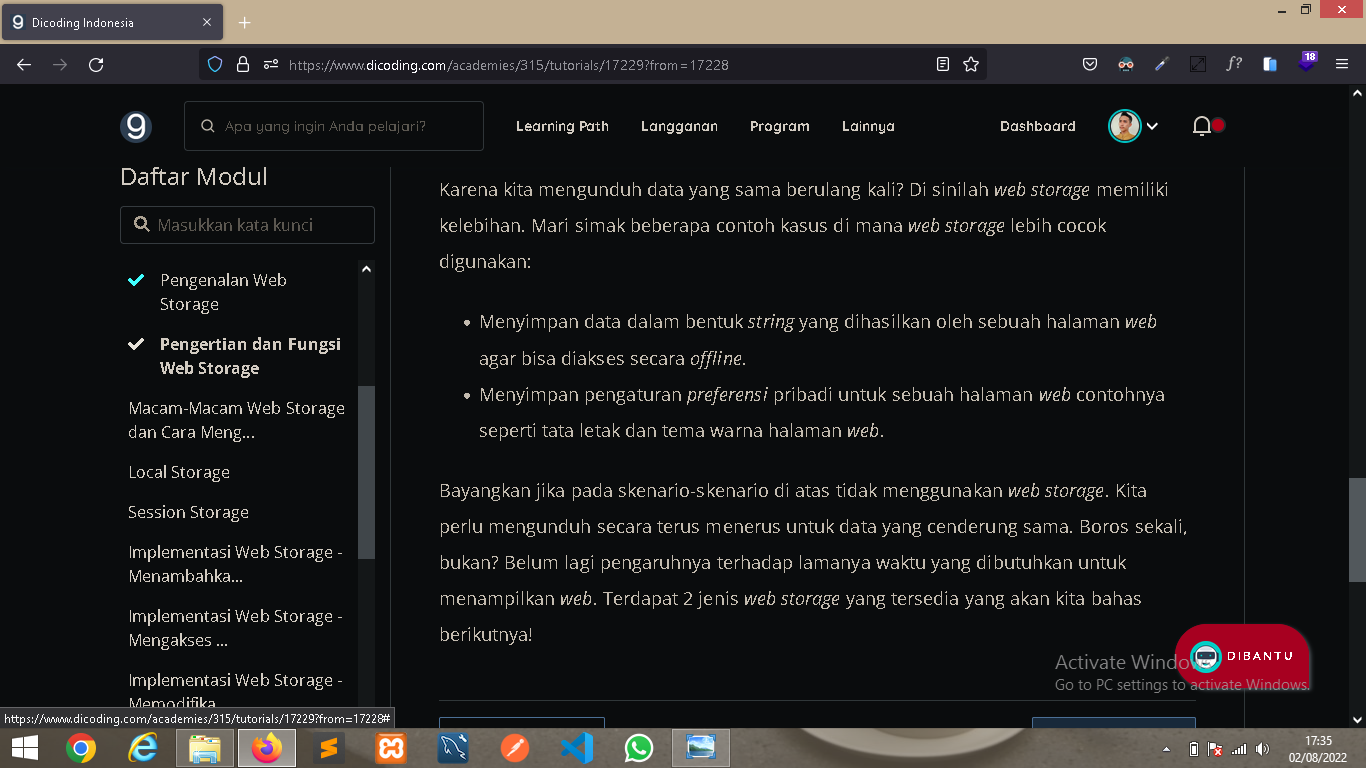 Dicoding Indonesia
https://www.dicoding.com/academies/315/tutorials/17229?from=17228
18
Apa yang ingin Anda pelajari?
Learning Path
Langganan
Program
Lainnya
Dashboard
Daftar Modul
Masukkan kata kunci
Pengenalan Web
Storage
Pengertian dan Fungsi
Web Storage
Macam-Macam Web Storage
dan Cara Meng...
Local Storage
Session Storage
Implementasi Web Storage -
Menambahka...
Implementasi Web Storage -
Mengakses ...
Implementasi Web Storage -
Memodifika
Karena kita mengunduh data yang sama berulang kali? Di sinilah web storage memiliki
kelebihan. Mari simak beberapa contoh kasus di mana web storage lebih cocok
digunakan:
• Menyimpan data dalam bentuk string yang dihasilkan oleh sebuah halaman web
agar bisa diakses secara offline.
• Menyimpan pengaturan preferensi pribadi untuk sebuah halaman web contohnya
seperti tata letak dan tema warna halaman web.
Bayangkan jika pada skenario-skenario di atas tidak menggunakan web storage. Kita
perlu mengunduh secara terus menerus untuk data yang cenderung sama. Boros sekali,
bukan? Belum lagi pengaruhnya terhadap lamanya waktu yang dibutuhkan untuk
menampilkan web. Terdapat 2 jenis web storage yang tersedia yang akan kita bahas
berikutnya!
DIBANTU
Activate Windows
Go to PC settings to activate Windows.
https://www.dicoding.com/academies/315/tutorials/17229?from=17228#
17:35
02/08/2022